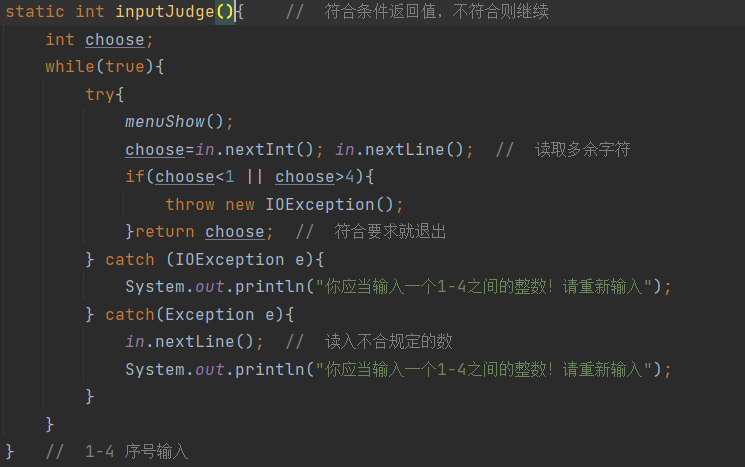 static int inputJudge(){    //  符合条件返回值，不符合则继续
    int choose;
    while(true){
        try{
            menuShow();
            choose=in.nextInt(); in.nextLine();  //  读取多余字符
            if(choose<1 || choose>4){
                throw new IOException();
            }return choose;  //  符合要求就退出
        } catch (IOException e){
            System.out.println("你应当输入一个1-4之间的整数！请重新输入");
        } catch(Exception e){
            in.nextLine();  //  读入不合规定的数
            System.out.println("你应当输入一个1-4之间的整数！请重新输入");
        }
    }
}   //  1-4 序号输入